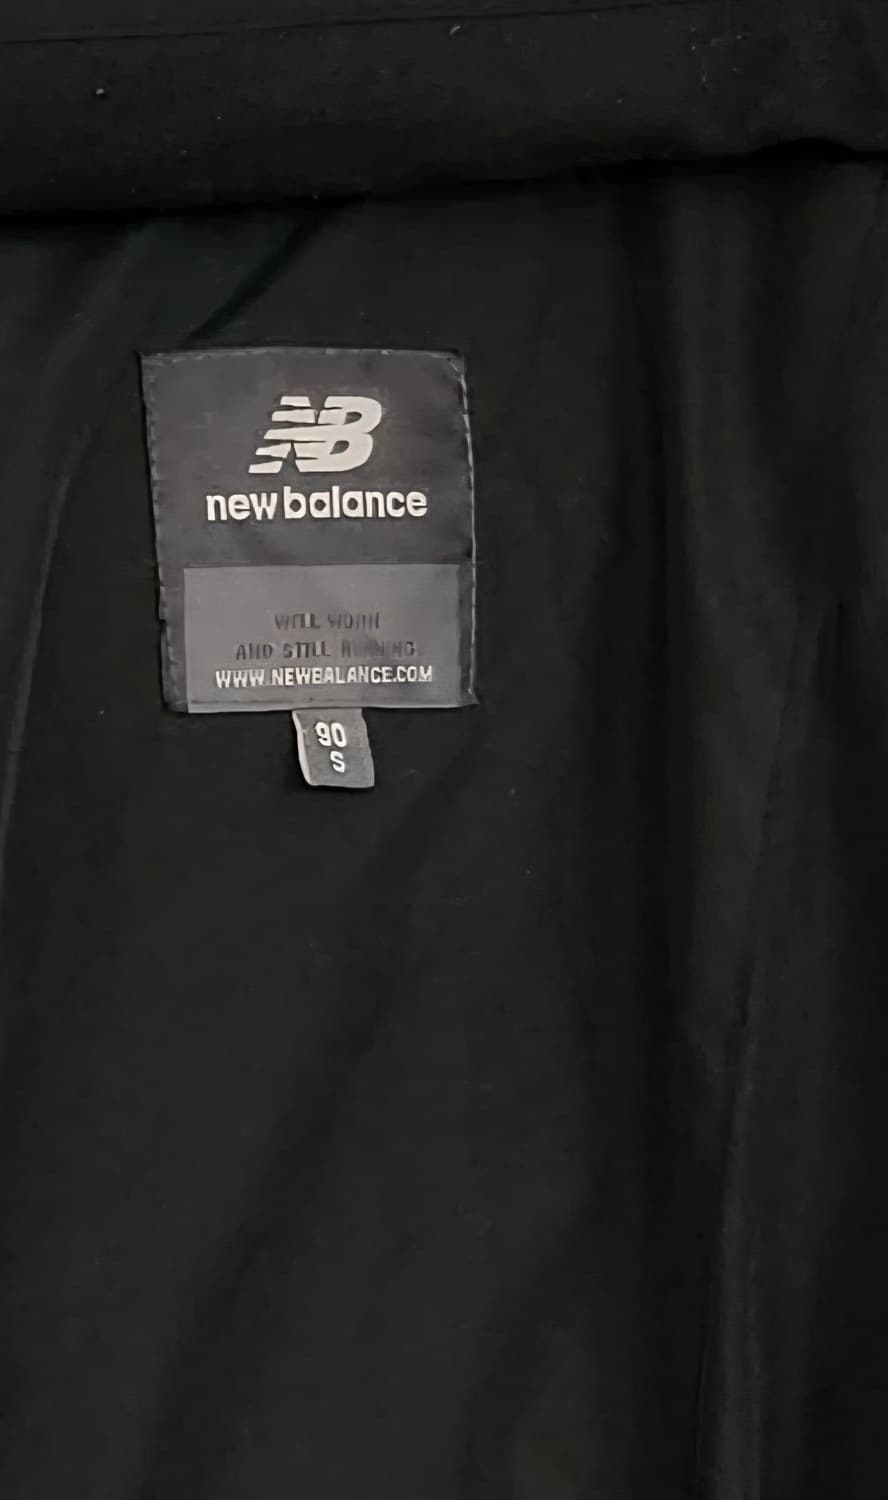 NB
new balance
WELL WORN
AND STILL RUNNING.
WWW.NEWBALANCE.COM
90
S